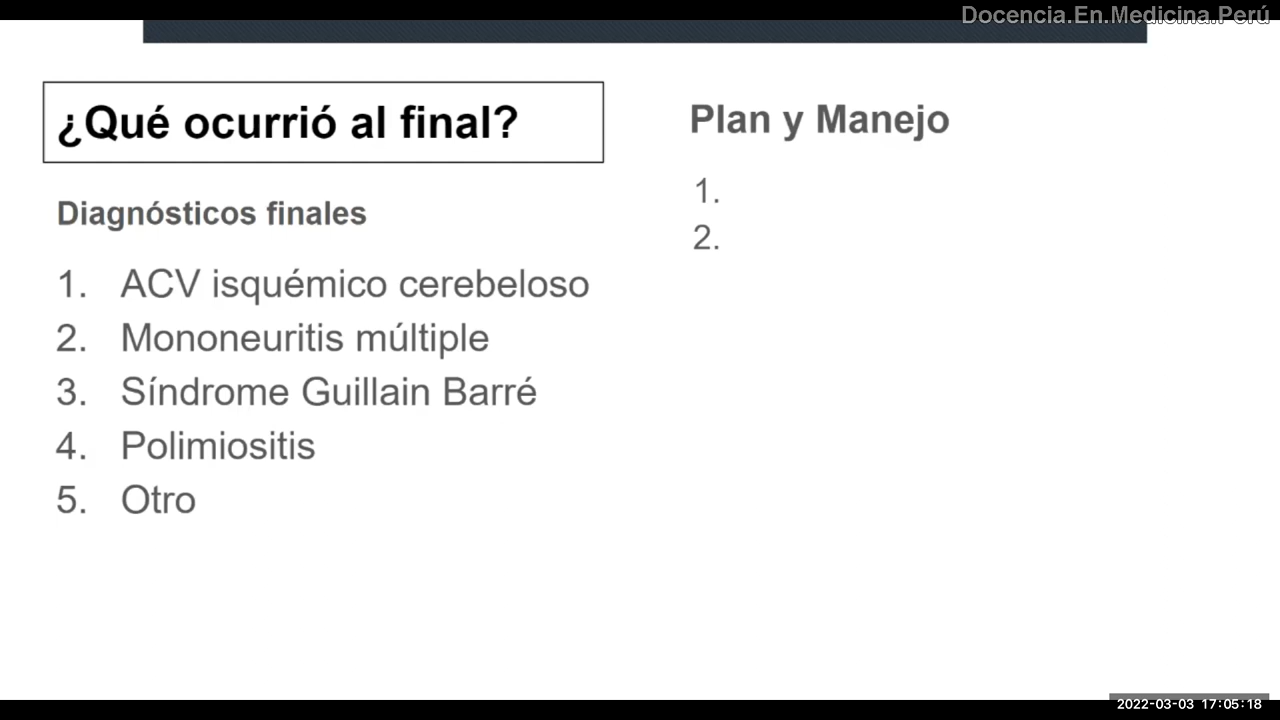 Docencia.En.Medicina.Perú
¿Qué ocurrió al final?
Diagnósticos finales
1. ACV isquémico cerebeloso
2. Mononeuritis múltiple
3. Síndrome Guillain Barré
4. Polimiositis
5. Otro
Plan y Manejo
1.
2.
2022-03-03 17:05:18